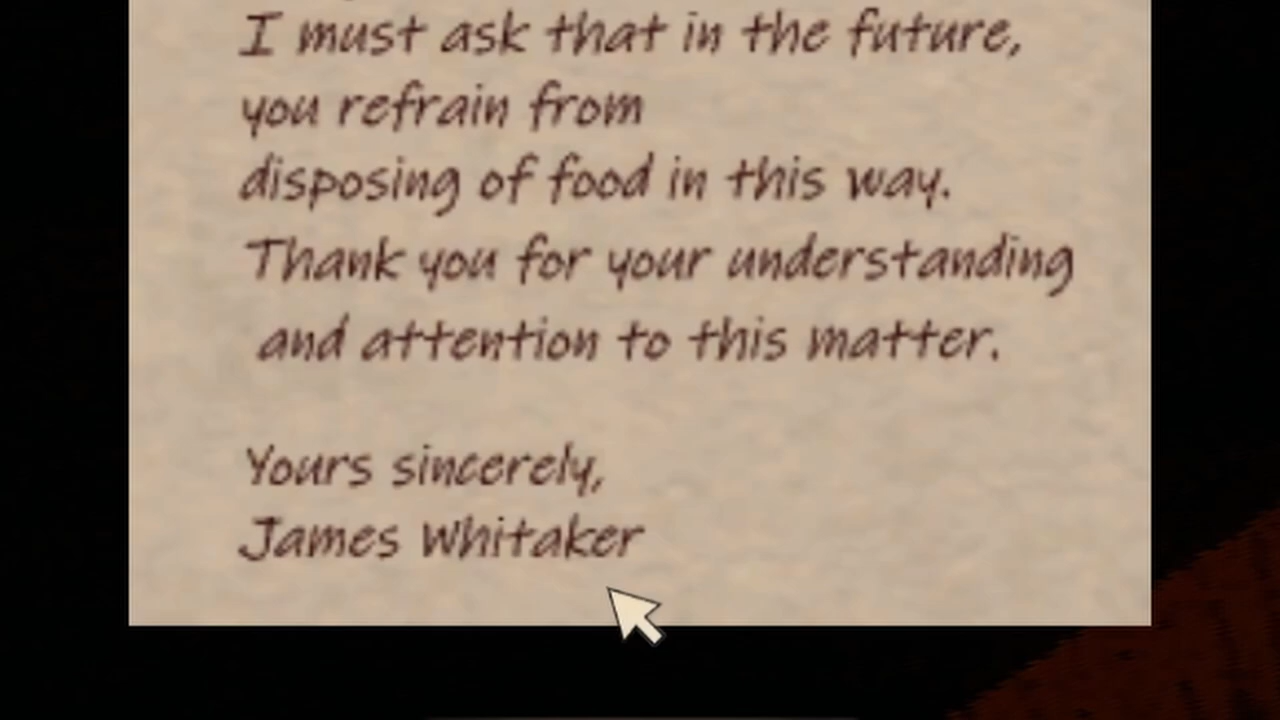 I must ask that in the future,
you refrain from
disposing of food in this way.
Thank you for your understanding
and attention to this matter.
Yours sincerely,
James Whitaker